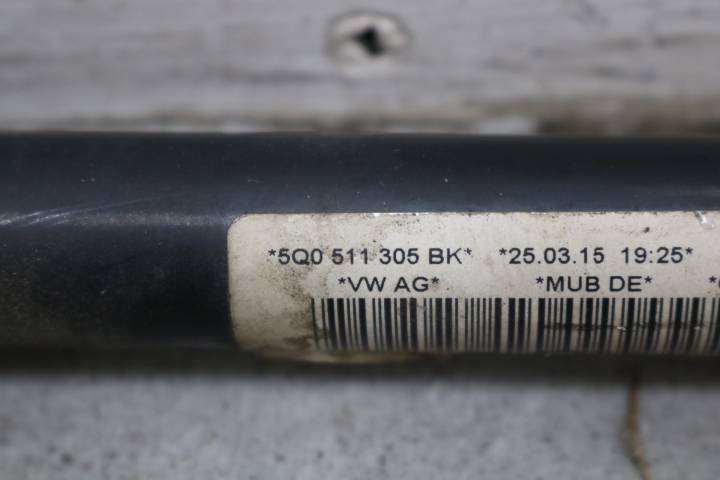 *5Q0 511 305 BK* *25.03.15 19:25*
*VW AG* *MUB DE*